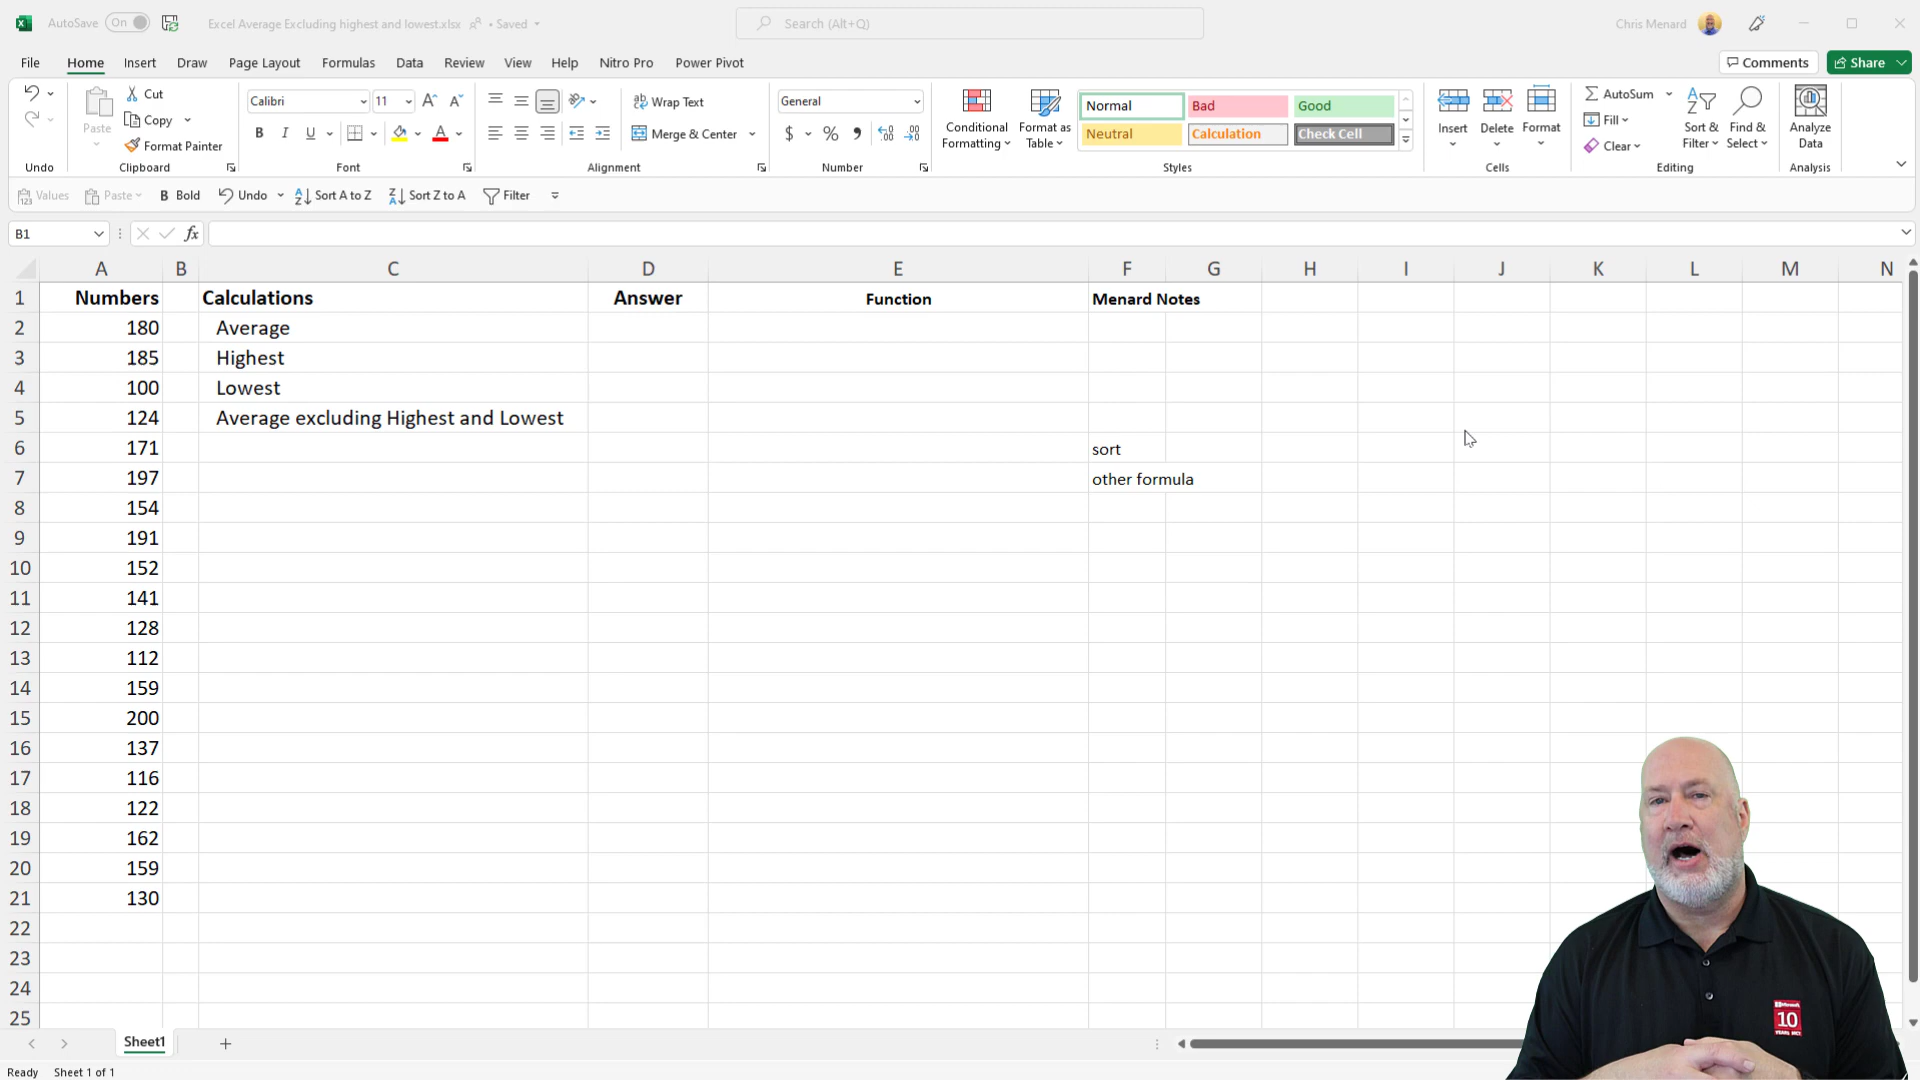 AutoSave On Excel Average Excluding highest and lowest.xlsx • Saved Search (Alt+Q) Chris Menard
File Home Insert Draw Page Layout Formulas Data Review View Help Nitro Pro Power Pivot Comments Share
Paste Cut Copy Format Painter
Calibri 11 B I U
Wrap Text Merge & Center
General $ %
Conditional Formatting Format as Table
Normal Bad Good
Neutral Calculation Check Cell
Insert Delete Format
AutoSum Fill Clear
Sort & Filter Find & Select Analyze Data
Undo Clipboard Font Alignment Number Styles Cells Editing Analysis
Values Paste B Bold Undo Sort A to Z Sort Z to A Filter
B1 fx
A B C D E F G H I J K L M N
1 Numbers Calculations Answer Function Menard Notes
2 180 Average
3 185 Highest
4 100 Lowest
5 124 Average excluding Highest and Lowest
6 171 sort
7 197 other formula
8 154
9 191
10 152
11 141
12 128
13 112
14 159
15 200
16 137
17 116
18 122
19 162
20 159
21 130
22
23
24
25
Sheet1
Ready Sheet 1 of 1
Microsoft
10